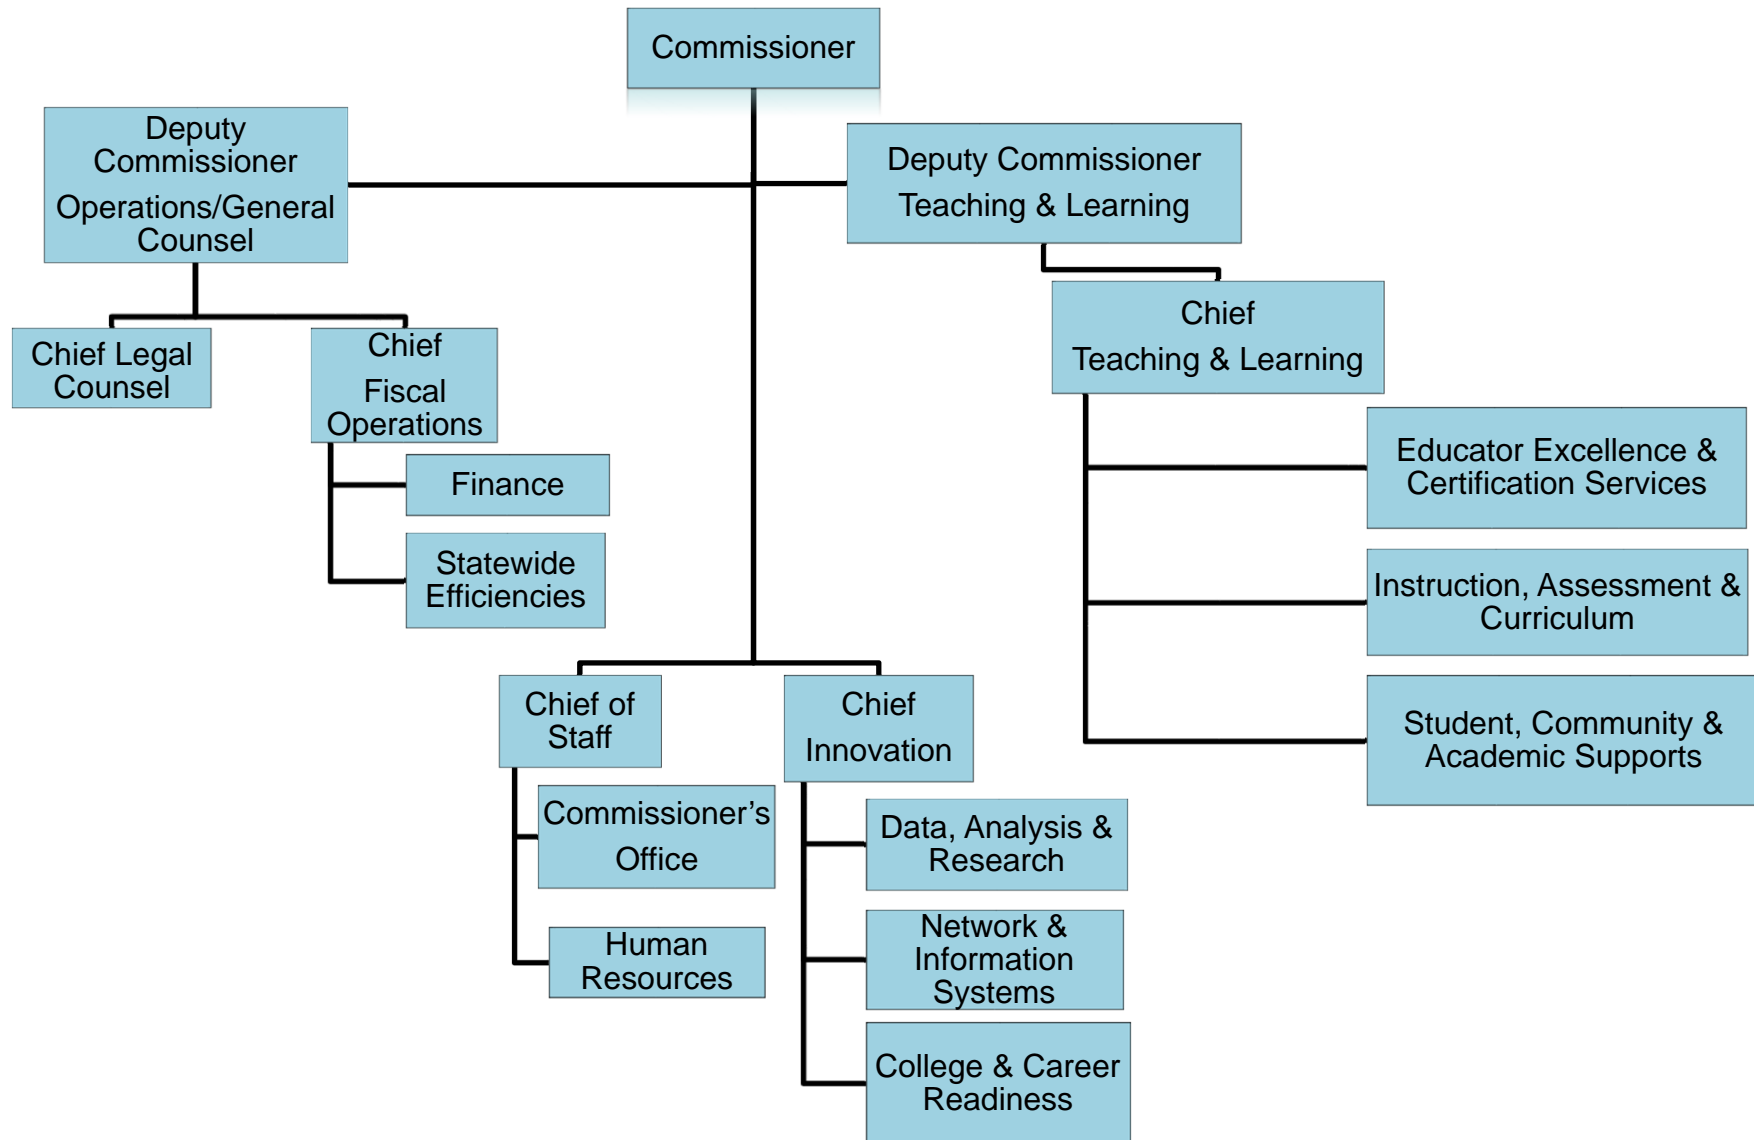 Commissioner
Deputy
Commissioner
Operations/General
Counsel
Deputy Commissioner
Teaching & Learning
Chief Legal
Counsel
Chief
Fiscal
Operations
Finance
Statewide
Efficiencies
Chief
Teaching & Learning
Educator Excellence &
Certification Services
Instruction, Assessment &
Curriculum
Student, Community &
Academic Supports
Chief of
Staff
Commissioner’s
Office
Human
Resources
Chief
Innovation
Data, Analysis &
Research
Network &
Information
Systems
College & Career
Readiness